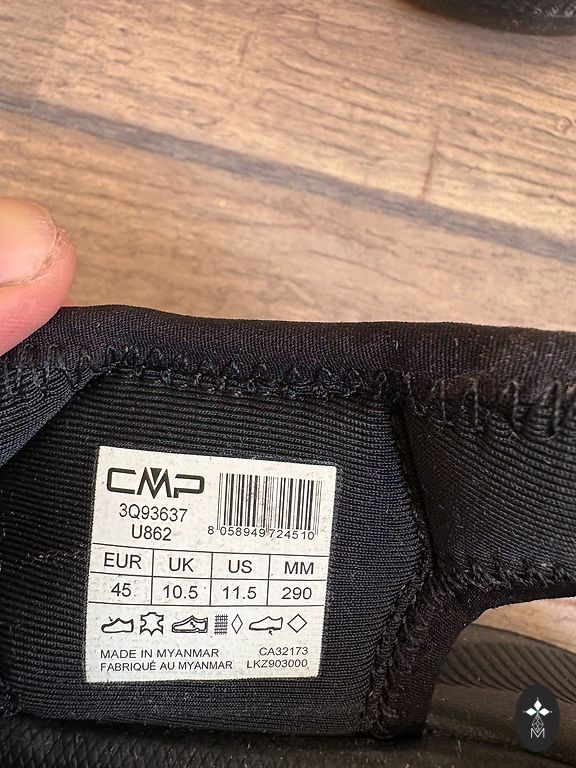 CMP
3Q93637
U862
8 058949 724510
EUR UK US MM
45 10.5 11.5 290
MADE IN MYANMAR CA32173
FABRIQUÉ AU MYANMAR LKZ903000
M